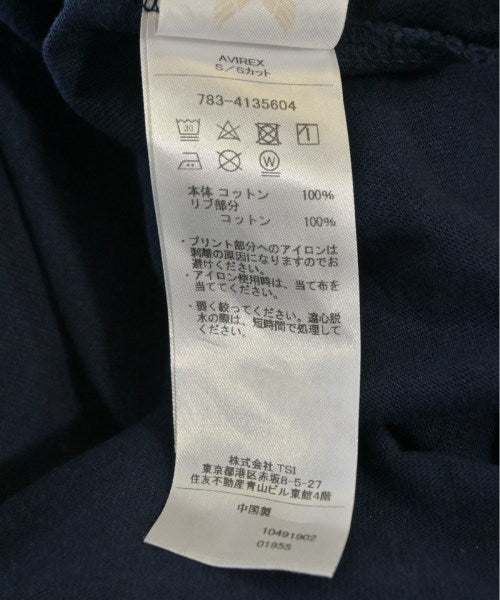 AVIREX
S/Sカット
783-4135604
30
W
本体 コットン 100%
リブ部分
コットン 100%
・プリント部分へのアイロンは
剥離の原因になりますのでお
避けください。
・アイロン使用時は、当て布を
当ててください。
・弱く絞ってください。遠心脱
水の際は、短時間で処理して
ください。
株式会社 TSI
東京都港区赤坂8-5-27
住友不動産青山ビル東館4階
中国製
10491902
01955